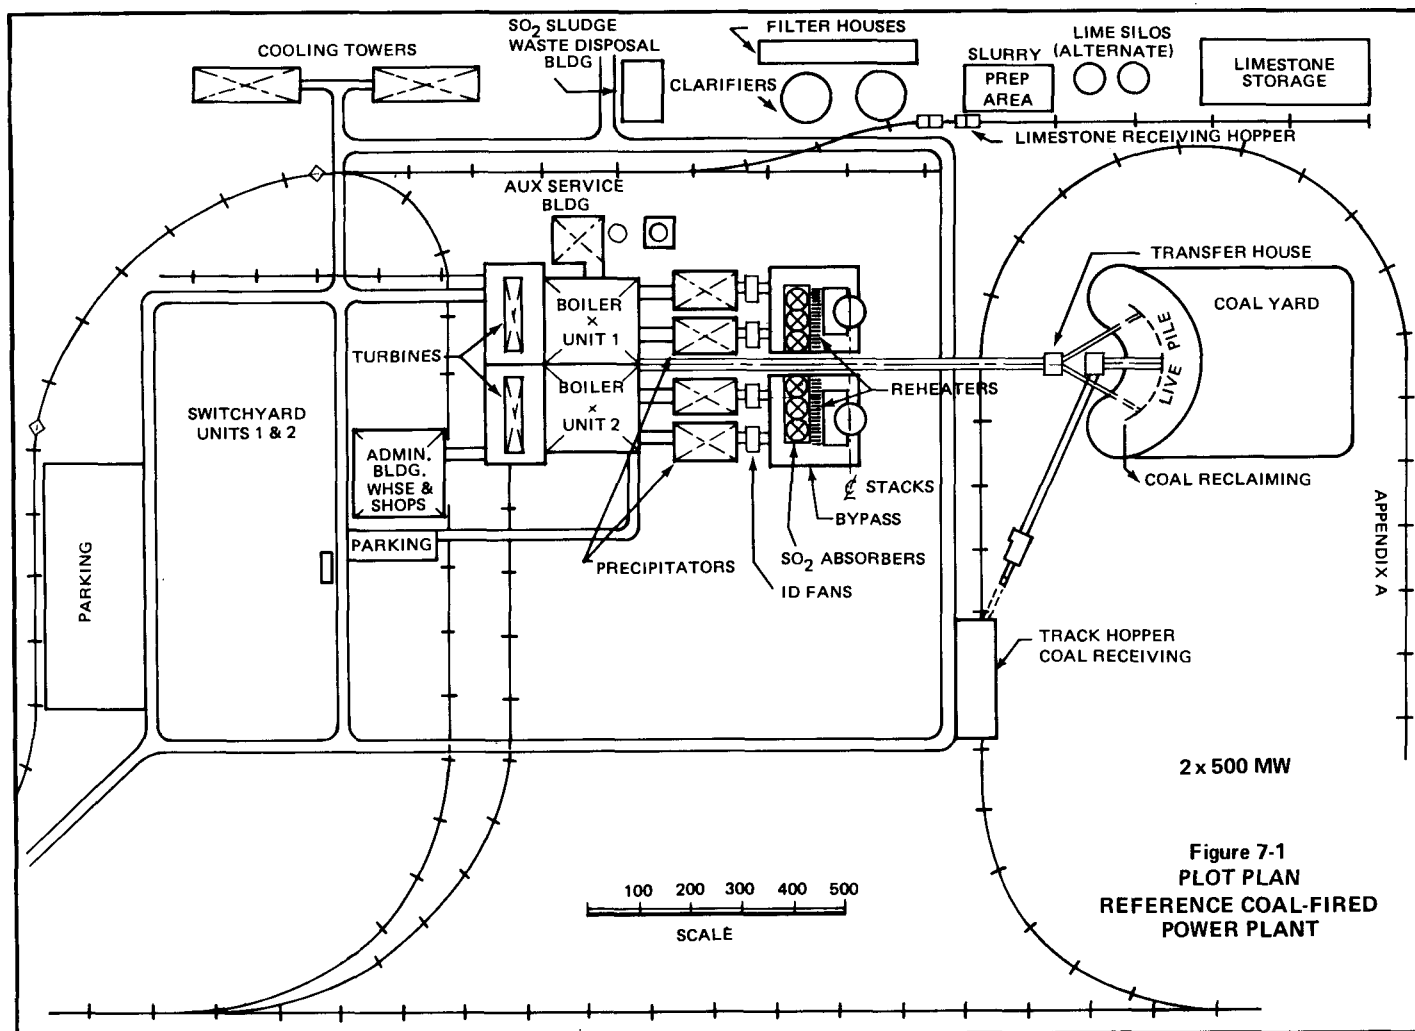 COOLING TOWERS
SO2 SLUDGE
WASTE DISPOSAL
BLDG
FILTER HOUSES
CLARIFIERS
SLURRY
PREP
AREA
LIME SILOS
(ALTERNATE)
LIMESTONE
STORAGE
LIMESTONE RECEIVING HOPPER
AUX SERVICE
BLDG
TRANSFER HOUSE
COAL YARD
LIVE PILE
BOILER
UNIT 1
TURBINES
BOILER
UNIT 2
REHEATERS
SWITCHYARD
UNITS 1 & 2
ADMIN.
BLDG.
WHSE &
SHOPS
PARKING
PARKING
PRECIPITATORS
℄ STACKS
BYPASS
SO2 ABSORBERS
ID FANS
COAL RECLAIMING
APPENDIX A
TRACK HOPPER
COAL RECEIVING
2 x 500 MW
100 200 300 400 500
SCALE
Figure 7-1
PLOT PLAN
REFERENCE COAL-FIRED
POWER PLANT